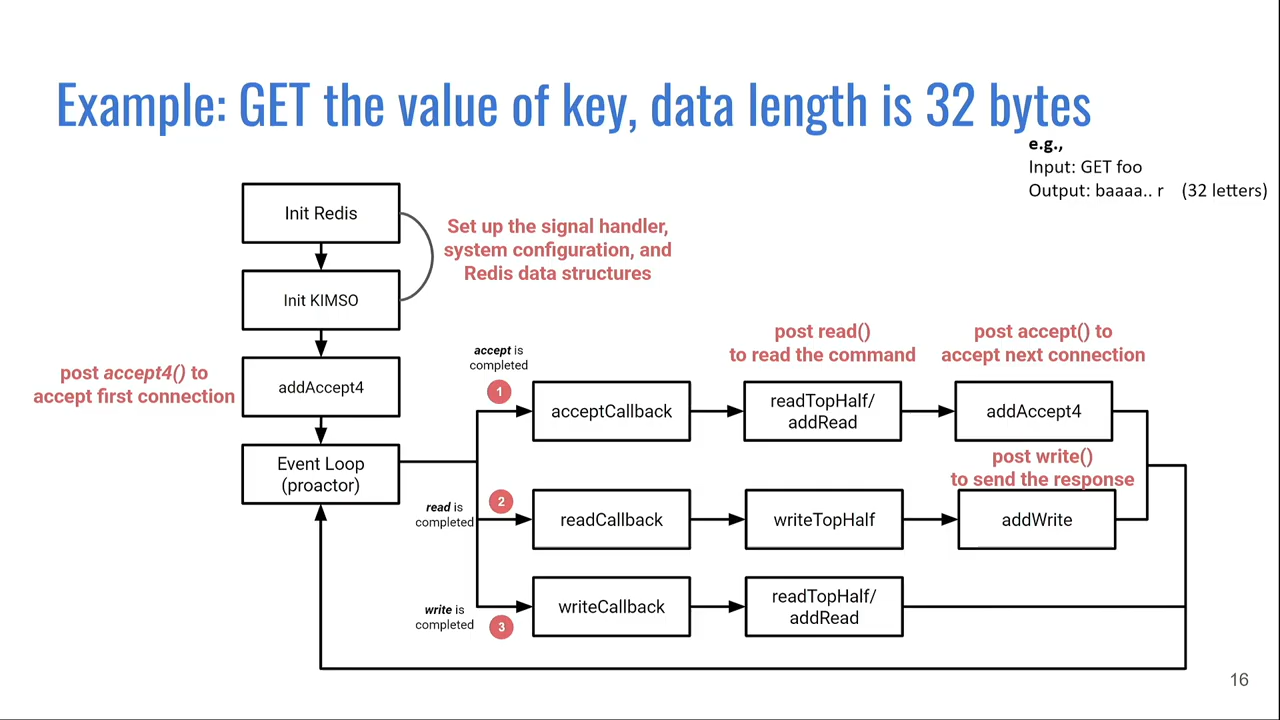 Example: GET the value of key, data length is 32 bytes
e.g.,
Input: GET foo
Output: baaaa.. r (32 letters)
Init Redis
Set up the signal handler,
system configuration, and
Redis data structures
Init KIMSO
post accept4() to
accept first connection
addAccept4
Event Loop
(proactor)
accept is
completed
1
acceptCallback
post read()
to read the command
readTopHalf/
addRead
post accept() to
accept next connection
addAccept4
read is
completed
2
readCallback
writeTopHalf
post write()
to send the response
addWrite
write is
completed
3
writeCallback
readTopHalf/
addRead
16